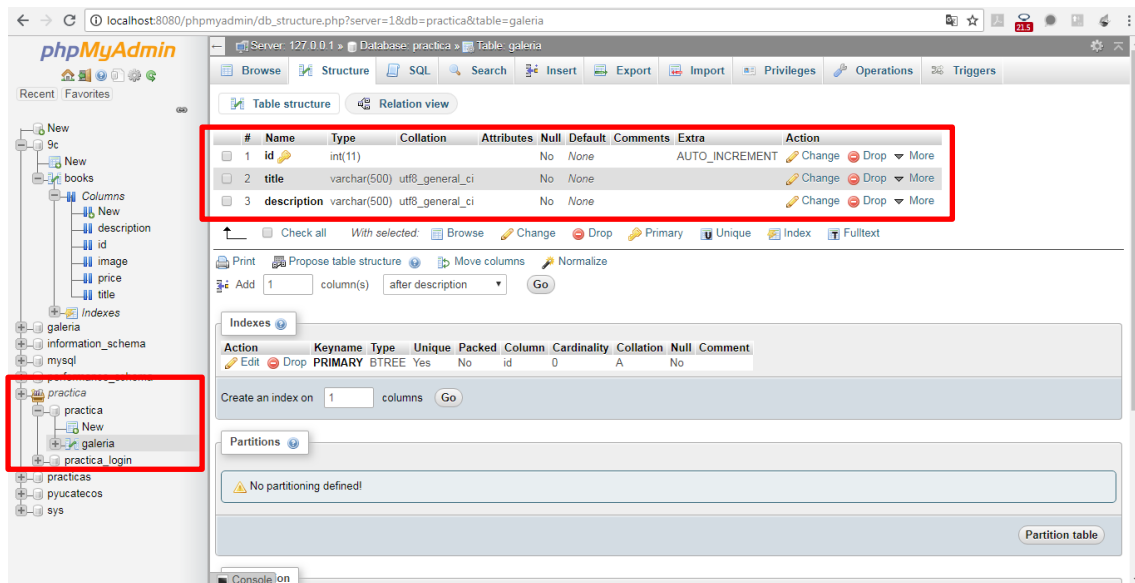 localhost:8080/phpmyadmin/db_structure.php?server=1&db=practica&table=galeria
21.5
phpMyAdmin
Recent Favorites
New
9c
New
books
Columns
New
description
id
image
price
title
Indexes
galeria
information_schema
mysql
performance_schema
practica
practica
New
galeria
practica_login
practicas
pyucatecos
sys
Server: 127.0.0.1 » Database: practica » Table: galeria
Browse Structure SQL Search Insert Export Import Privileges Operations Triggers
Table structure Relation view
# Name Type Collation Attributes Null Default Comments Extra Action
1 id int(11) No None AUTO_INCREMENT Change Drop More
2 title varchar(500) utf8_general_ci No None Change Drop More
3 description varchar(500) utf8_general_ci No None Change Drop More
Check all With selected: Browse Change Drop Primary Unique Index Fulltext
Print Propose table structure Move columns Normalize
Add 1 column(s) after description Go
Indexes
Action Keyname Type Unique Packed Column Cardinality Collation Null Comment
Edit Drop PRIMARY BTREE Yes No id 0 A No
Create an index on 1 columns Go
Partitions
No partitioning defined!
Partition table
Console on